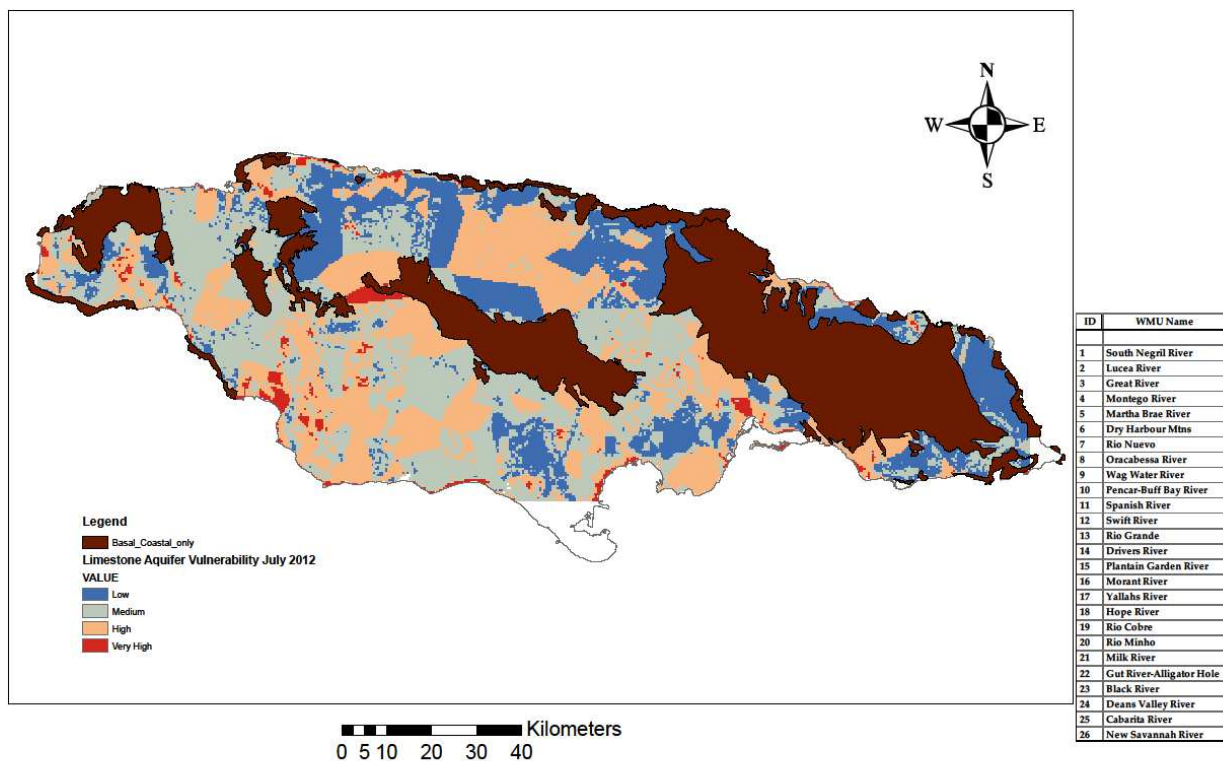 N
W E
S
Legend
Basal_Coastal_only
Limestone Aquifer Vulnerability July 2012
VALUE
Low
Medium
High
Very High
Kilometers
0 5 10 20 30 40
ID WMU Name
1 South Negril River
2 Lucea River
3 Great River
4 Montego River
5 Martha Brae River
6 Dry Harbour Mtns
7 Rio Nuevo
8 Oracabessa River
9 Wag Water River
10 Pencar-Buff Bay River
11 Spanish River
12 Swift River
13 Rio Grande
14 Drivers River
15 Plantain Garden River
16 Morant River
17 Yallahs River
18 Hope River
19 Rio Cobre
20 Rio Minho
21 Milk River
22 Gut River-Alligator Hole
23 Black River
24 Deans Valley River
25 Cabarita River
26 New Savannah River